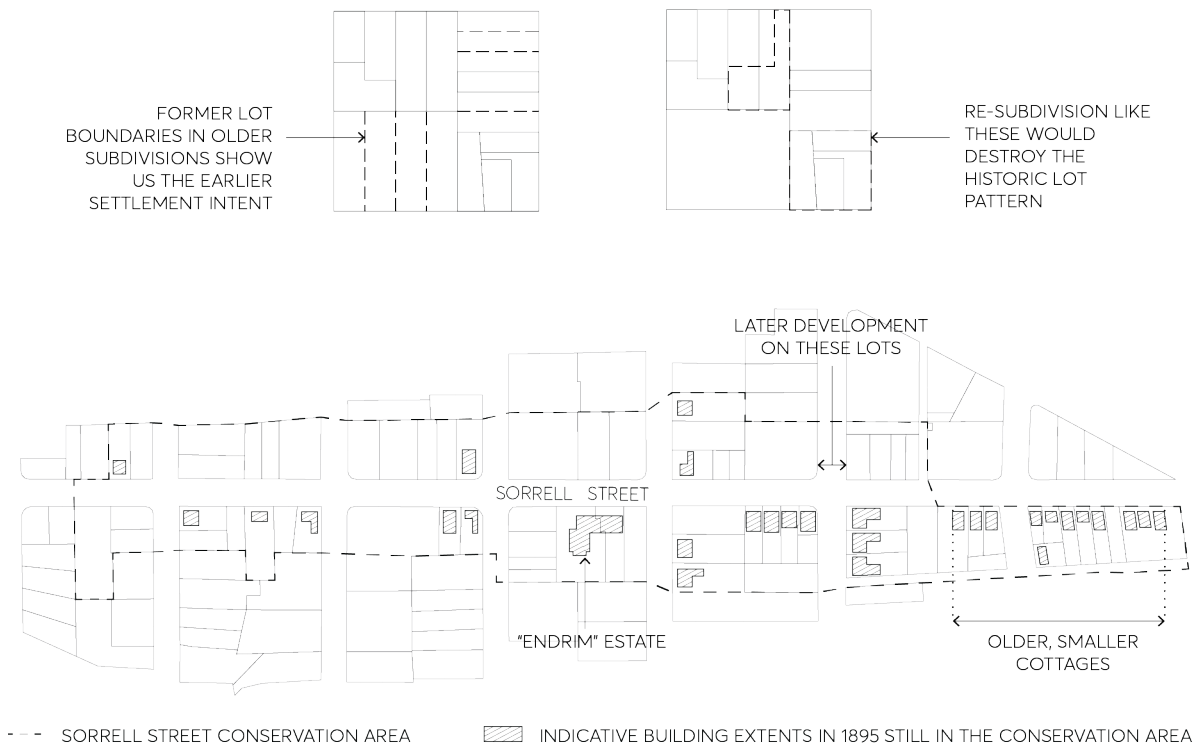 FORMER LOT
BOUNDARIES IN OLDER
SUBDIVISIONS SHOW
US THE EARLIER
SETTLEMENT INTENT
RE-SUBDIVISION LIKE
THESE WOULD
DESTROY THE
HISTORIC LOT
PATTERN
LATER DEVELOPMENT
ON THESE LOTS
SORRELL STREET
"ENDRIM" ESTATE
OLDER, SMALLER
COTTAGES
SORRELL STREET CONSERVATION AREA
INDICATIVE BUILDING EXTENTS IN 1895 STILL IN THE CONSERVATION AREA